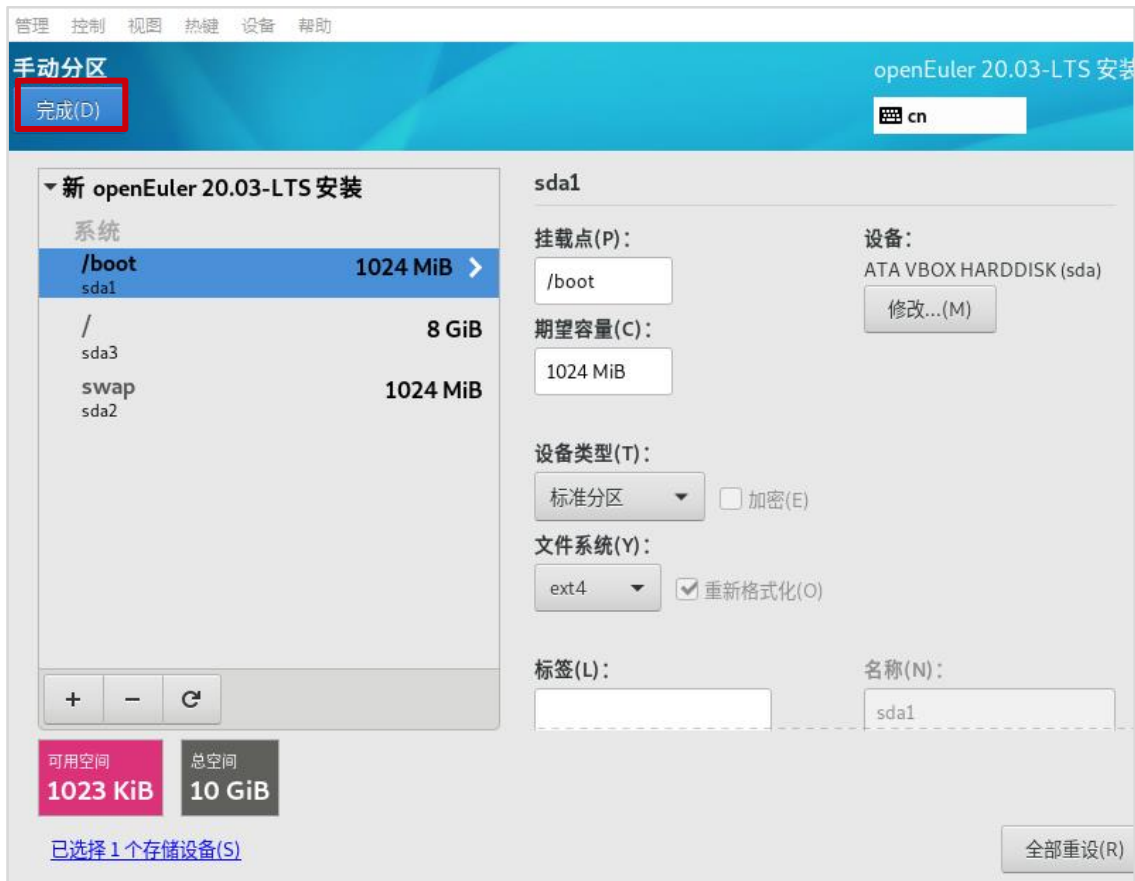 管理 控制 视图 热键 设备 帮助
手动分区
openEuler 20.03-LTS 安装
完成(D)
cn
新 openEuler 20.03-LTS 安装
系统
/boot 1024 MiB
sda1
/ 8 GiB
sda3
swap 1024 MiB
sda2
sda1
挂载点(P)：
/boot
设备：
ATA VBOX HARDDISK (sda)
修改...(M)
期望容量(C)：
1024 MiB
设备类型(T)：
标准分区 加密(E)
文件系统(Y)：
ext4 重新格式化(O)
标签(L)： 名称(N)：
sda1
+ −
可用空间
1023 KiB
总空间
10 GiB
已选择 1 个存储设备(S)
全部重设(R)